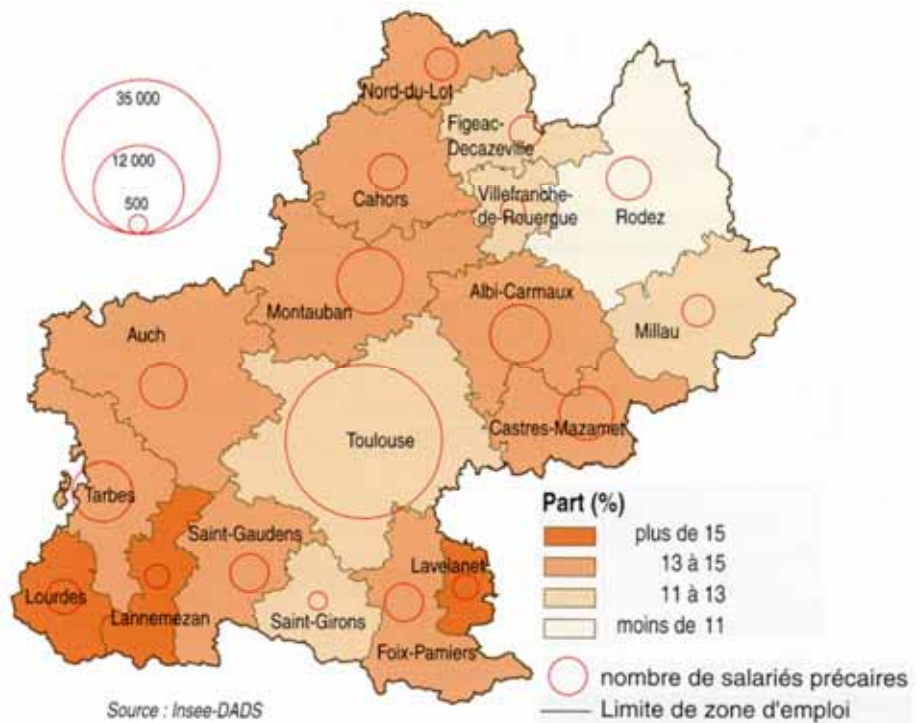 35 000
12 000
500
Nord-du-Lot
Figeac-
Decazeville
Cahors
Villefranche-
de-Rouergue
Rodez
Montauban
Albi-Carmaux
Millau
Auch
Toulouse
Castres-Mazamet
Tarbes
Saint-Gaudens
Lavelanet
Lourdes
Lannemezan
Saint-Girons
Foix-Pamiers
Part (%)
plus de 15
13 à 15
11 à 13
moins de 11
nombre de salariés précaires
Limite de zone d'emploi
Source : Insee-DADS